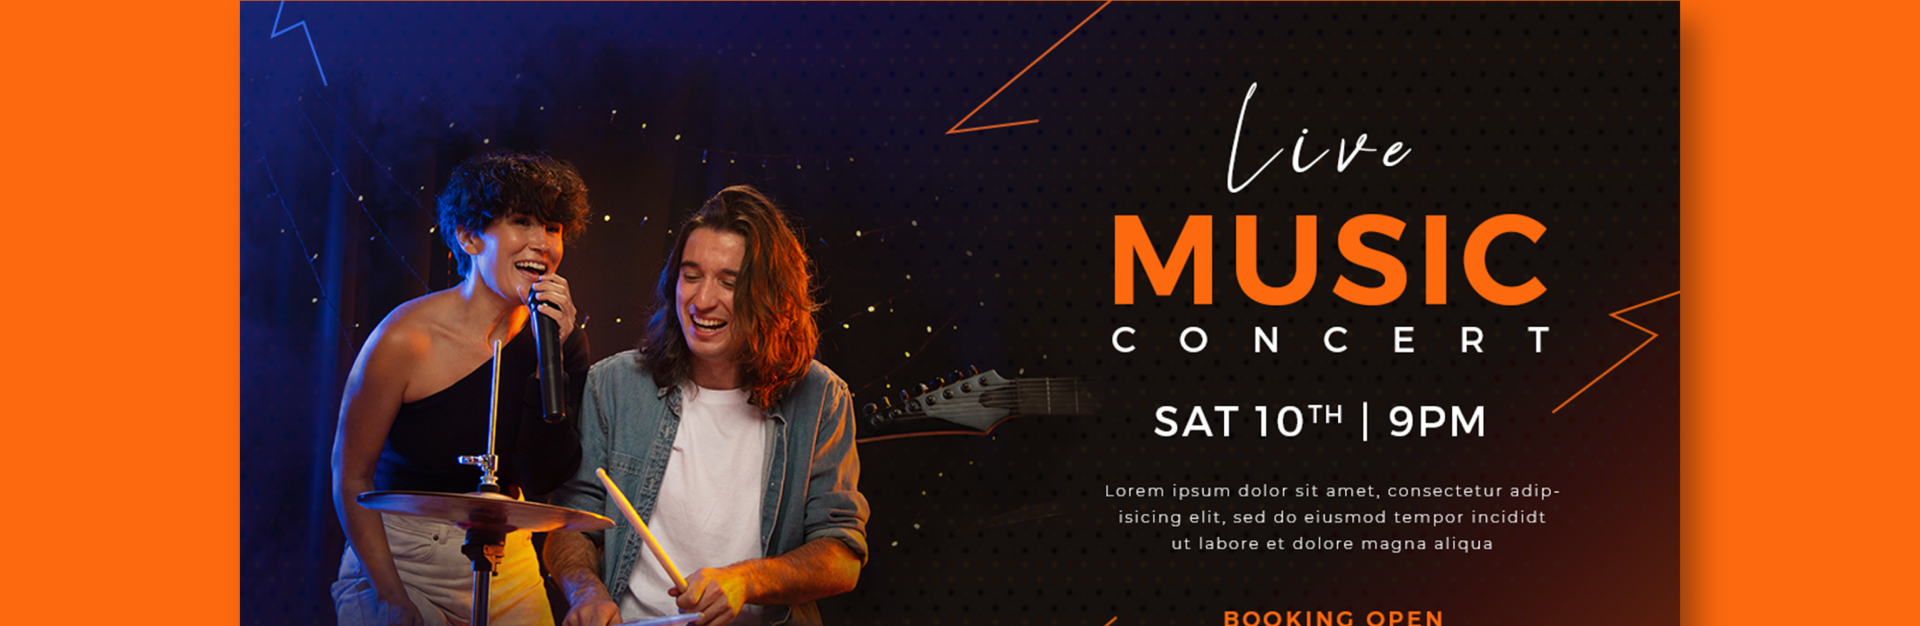 Live
MUSIC
CONCERT
SAT 10TH | 9PM
Lorem ipsum dolor sit amet, consectetur adip-
isicing elit, sed do eiusmod tempor incididt
ut labore et dolore magna aliqua
BOOKING OPEN